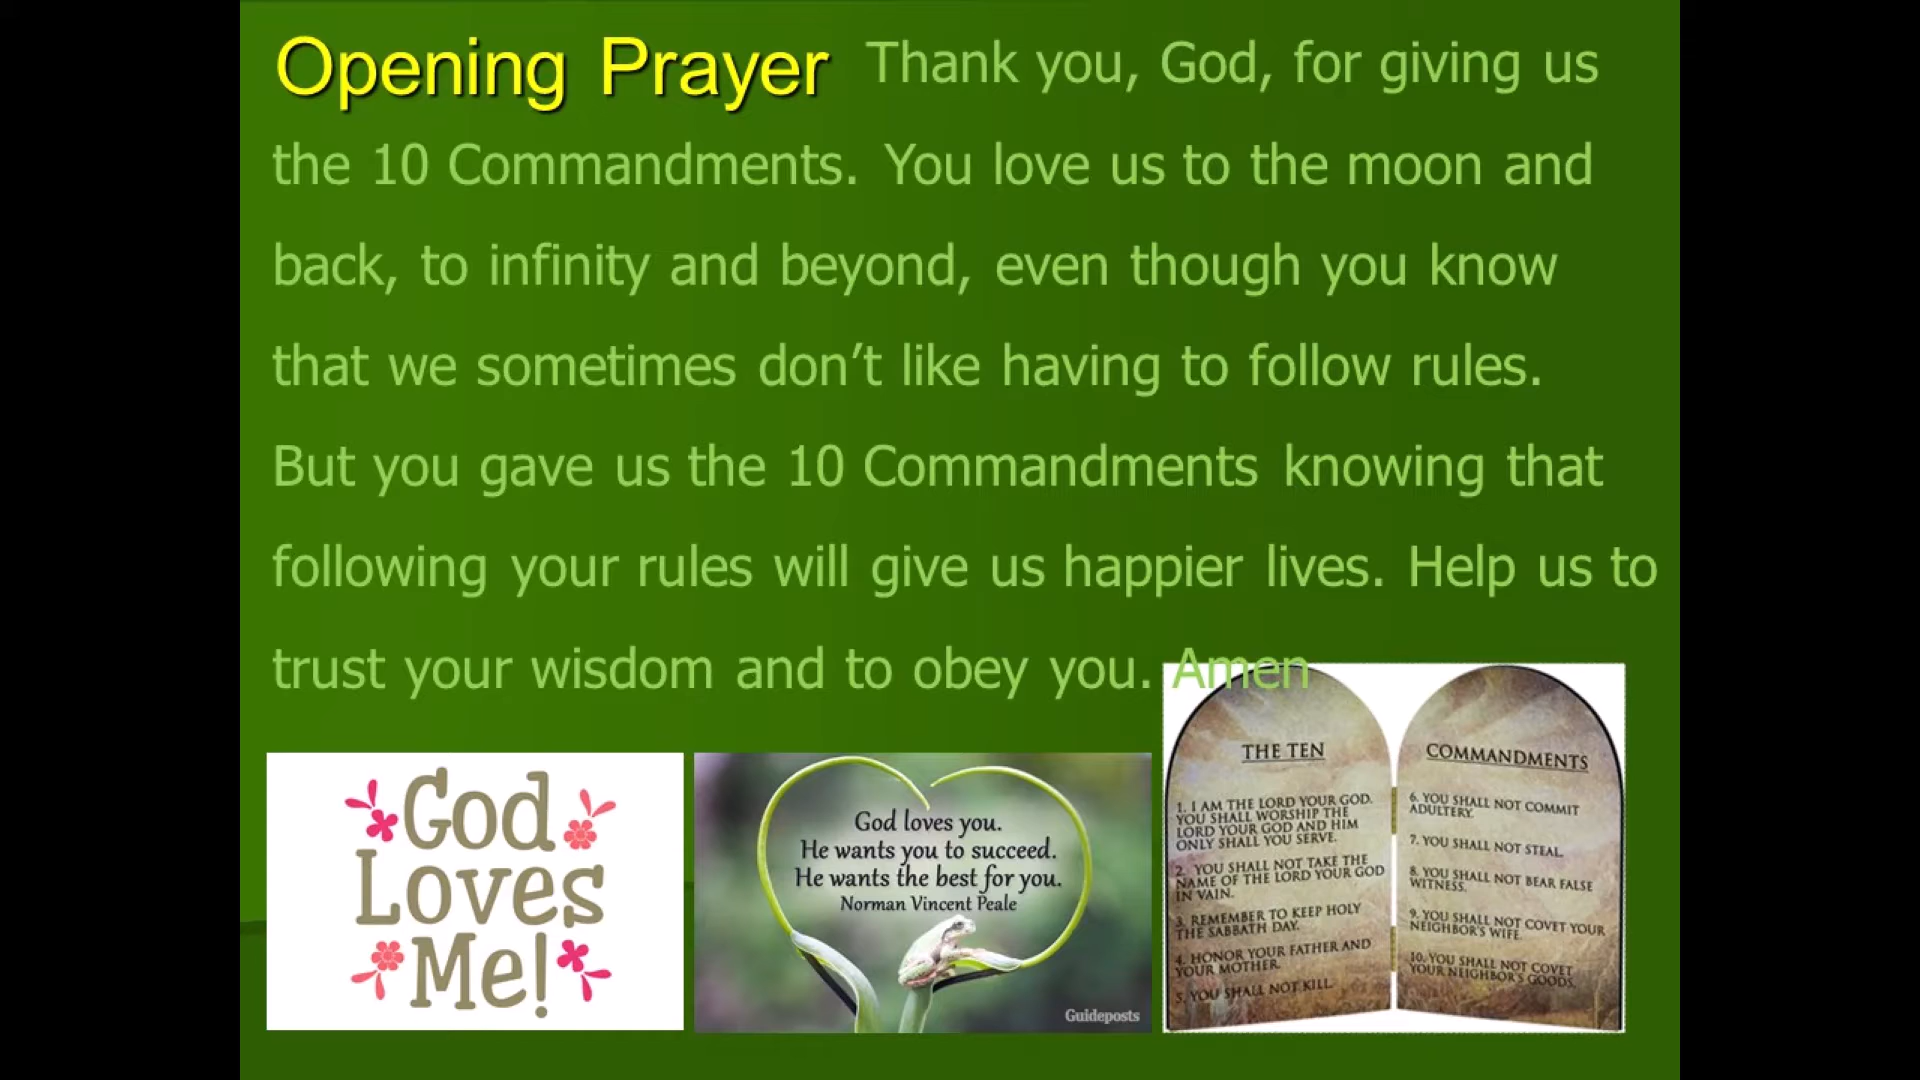 Opening Prayer Thank you, God, for giving us
the 10 Commandments. You love us to the moon and
back, to infinity and beyond, even though you know
that we sometimes don’t like having to follow rules.
But you gave us the 10 Commandments knowing that
following your rules will give us happier lives. Help us to
trust your wisdom and to obey you. Amen
God
Loves
Me!
God loves you.
He wants you to succeed.
He wants the best for you.
Norman Vincent Peale
Guideposts
THE TEN
1. I AM THE LORD YOUR GOD.
YOU SHALL WORSHIP THE
LORD YOUR GOD AND HIM
ONLY SHALL YOU SERVE.
2. YOU SHALL NOT TAKE THE
NAME OF THE LORD YOUR GOD
IN VAIN.
3. REMEMBER TO KEEP HOLY
THE SABBATH DAY.
4. HONOR YOUR FATHER AND
YOUR MOTHER.
5. YOU SHALL NOT KILL.
COMMANDMENTS
6. YOU SHALL NOT COMMIT
ADULTERY.
7. YOU SHALL NOT STEAL.
8. YOU SHALL NOT BEAR FALSE
WITNESS.
9. YOU SHALL NOT COVET YOUR
NEIGHBOR'S WIFE.
10. YOU SHALL NOT COVET
YOUR NEIGHBOR'S GOODS.